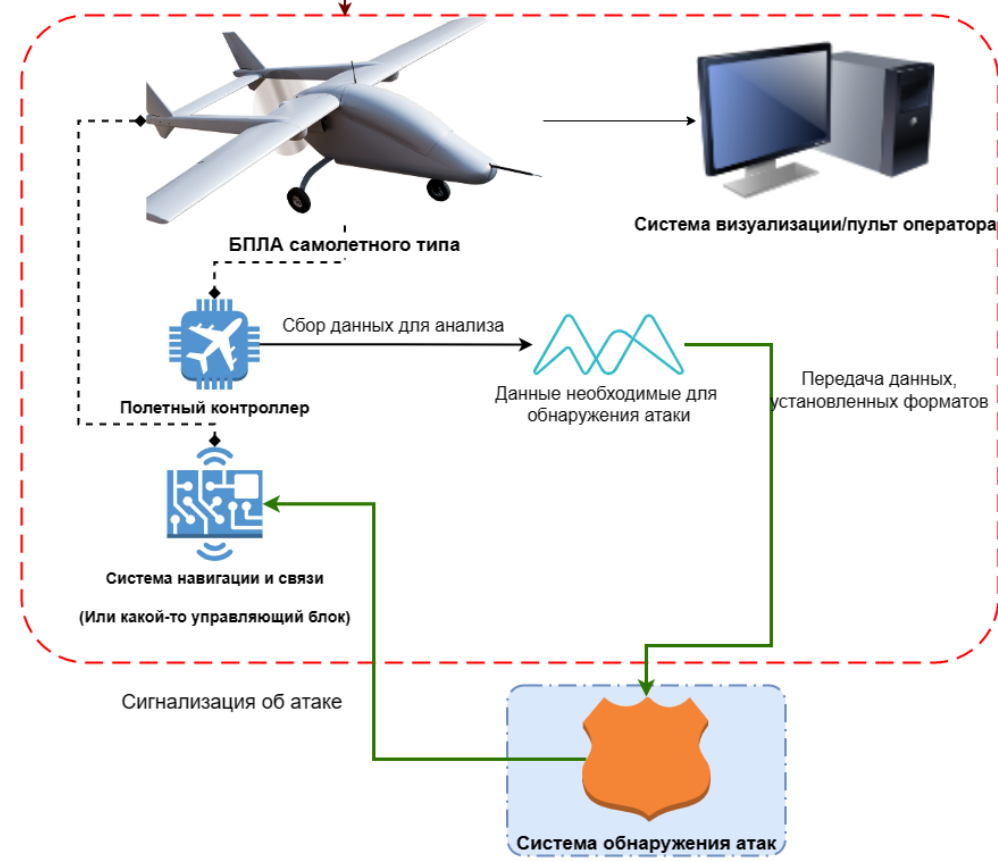 Система визуализации/пульт оператора
БПЛА самолетного типа
Сбор данных для анализа
Передача данных,
установленных форматов
Данные необходимые для
обнаружения атаки
Полетный контроллер
Система навигации и связи
(Или какой-то управляющий блок)
Сигнализация об атаке
Система обнаружения атак